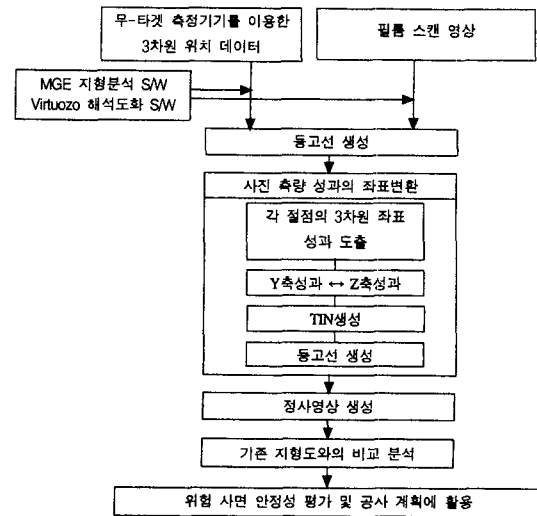 무-타겟 측정기기를 이용한
3차원 위치 데이터
필름 스캔 영상
MGE 지형분석 S/W
Virtuozo 해석도화 S/W
등고선 생성
사진 측량 성과의 좌표변환
각 절점의 3차원 좌표
성과 도출
Y축성과 ↔ Z축성과
TIN생성
등고선 생성
정사영상 생성
기존 지형도와의 비교 분석
위험 사면 안정성 평가 및 공사 계획에 활용